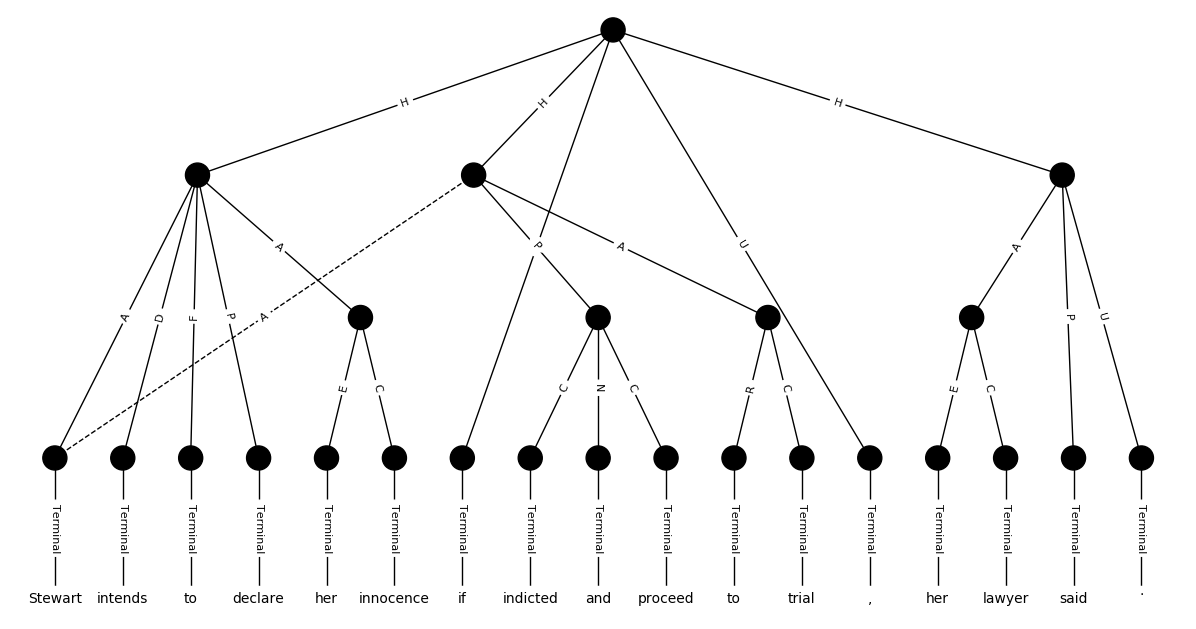 H H H
A P A U A
A D F P A P U
E C C N C R C E C
Terminal Terminal Terminal Terminal Terminal Terminal Terminal Terminal Terminal Terminal Terminal Terminal Terminal Terminal Terminal Terminal Terminal
Stewart intends to declare her innocence if indicted and proceed to trial , her lawyer said .